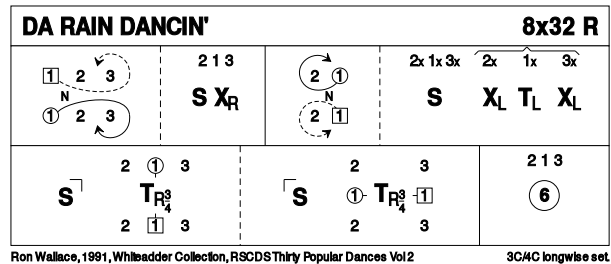 DA RAIN DANCIN' 8x32 R
1 2 3 2 1 3 2 1 2x 1x 3x 2x 1x 3x
N S XR N S XL TL XL
1 2 3 2 1
2 1 3 2 3 2 1 3
S TR3/4 S 1 TR3/4 1 6
2 1 3 2 3
Ron Wallace, 1991, Whiteadder Collection, RSCDS Thirty Popular Dances Vol 2 3C/4C longwise set